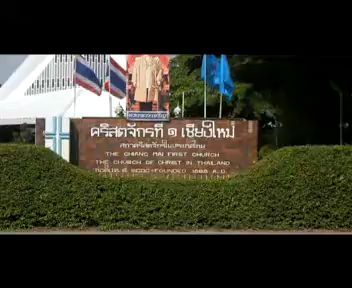 คริสตจักรที่ ๑ เชียงใหม่
สภาคริสตจักรในประเทศไทย
THE CHIANG MAI FIRST CHURCH
THE CHURCH OF CHRIST IN THAILAND
FOUNDED 1868 A.D.